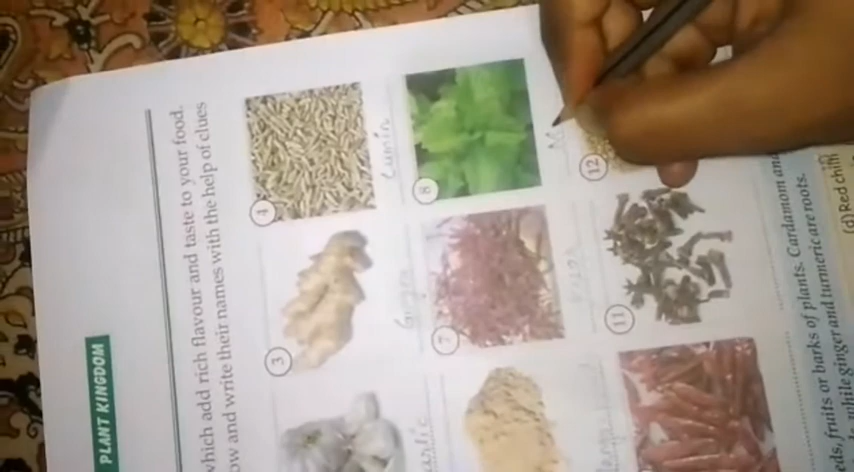 PLANT KINGDOM
which add rich flavour and taste to your food.
ow and write their names with the help of clues
4
Cumin
3
Ginger
arlic
8
M
7
12
11
eds, fruits or barks of plants. Cardamom and
while ginger and turmeric are roots.
(d) Red chilli